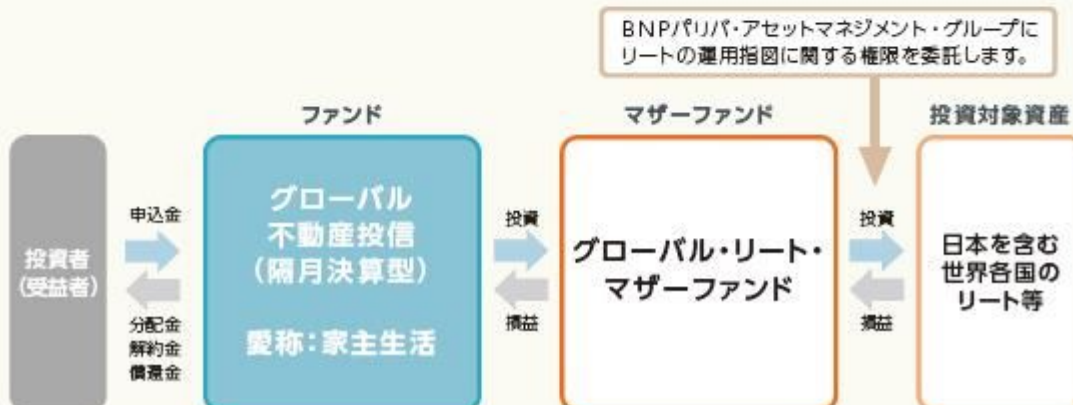 BNPパリバ・アセットマネジメント・グループに
リートの運用指図に関する権限を委託します。
ファンド
マザーファンド
投資対象資産
投資者
(受益者)
申込金
分配金
解約金
償還金
グローバル
不動産投信
(隔月決算型)
愛称:家主生活
投資
損益
グローバル・リート・
マザーファンド
投資
損益
日本を含む
世界各国の
リート等